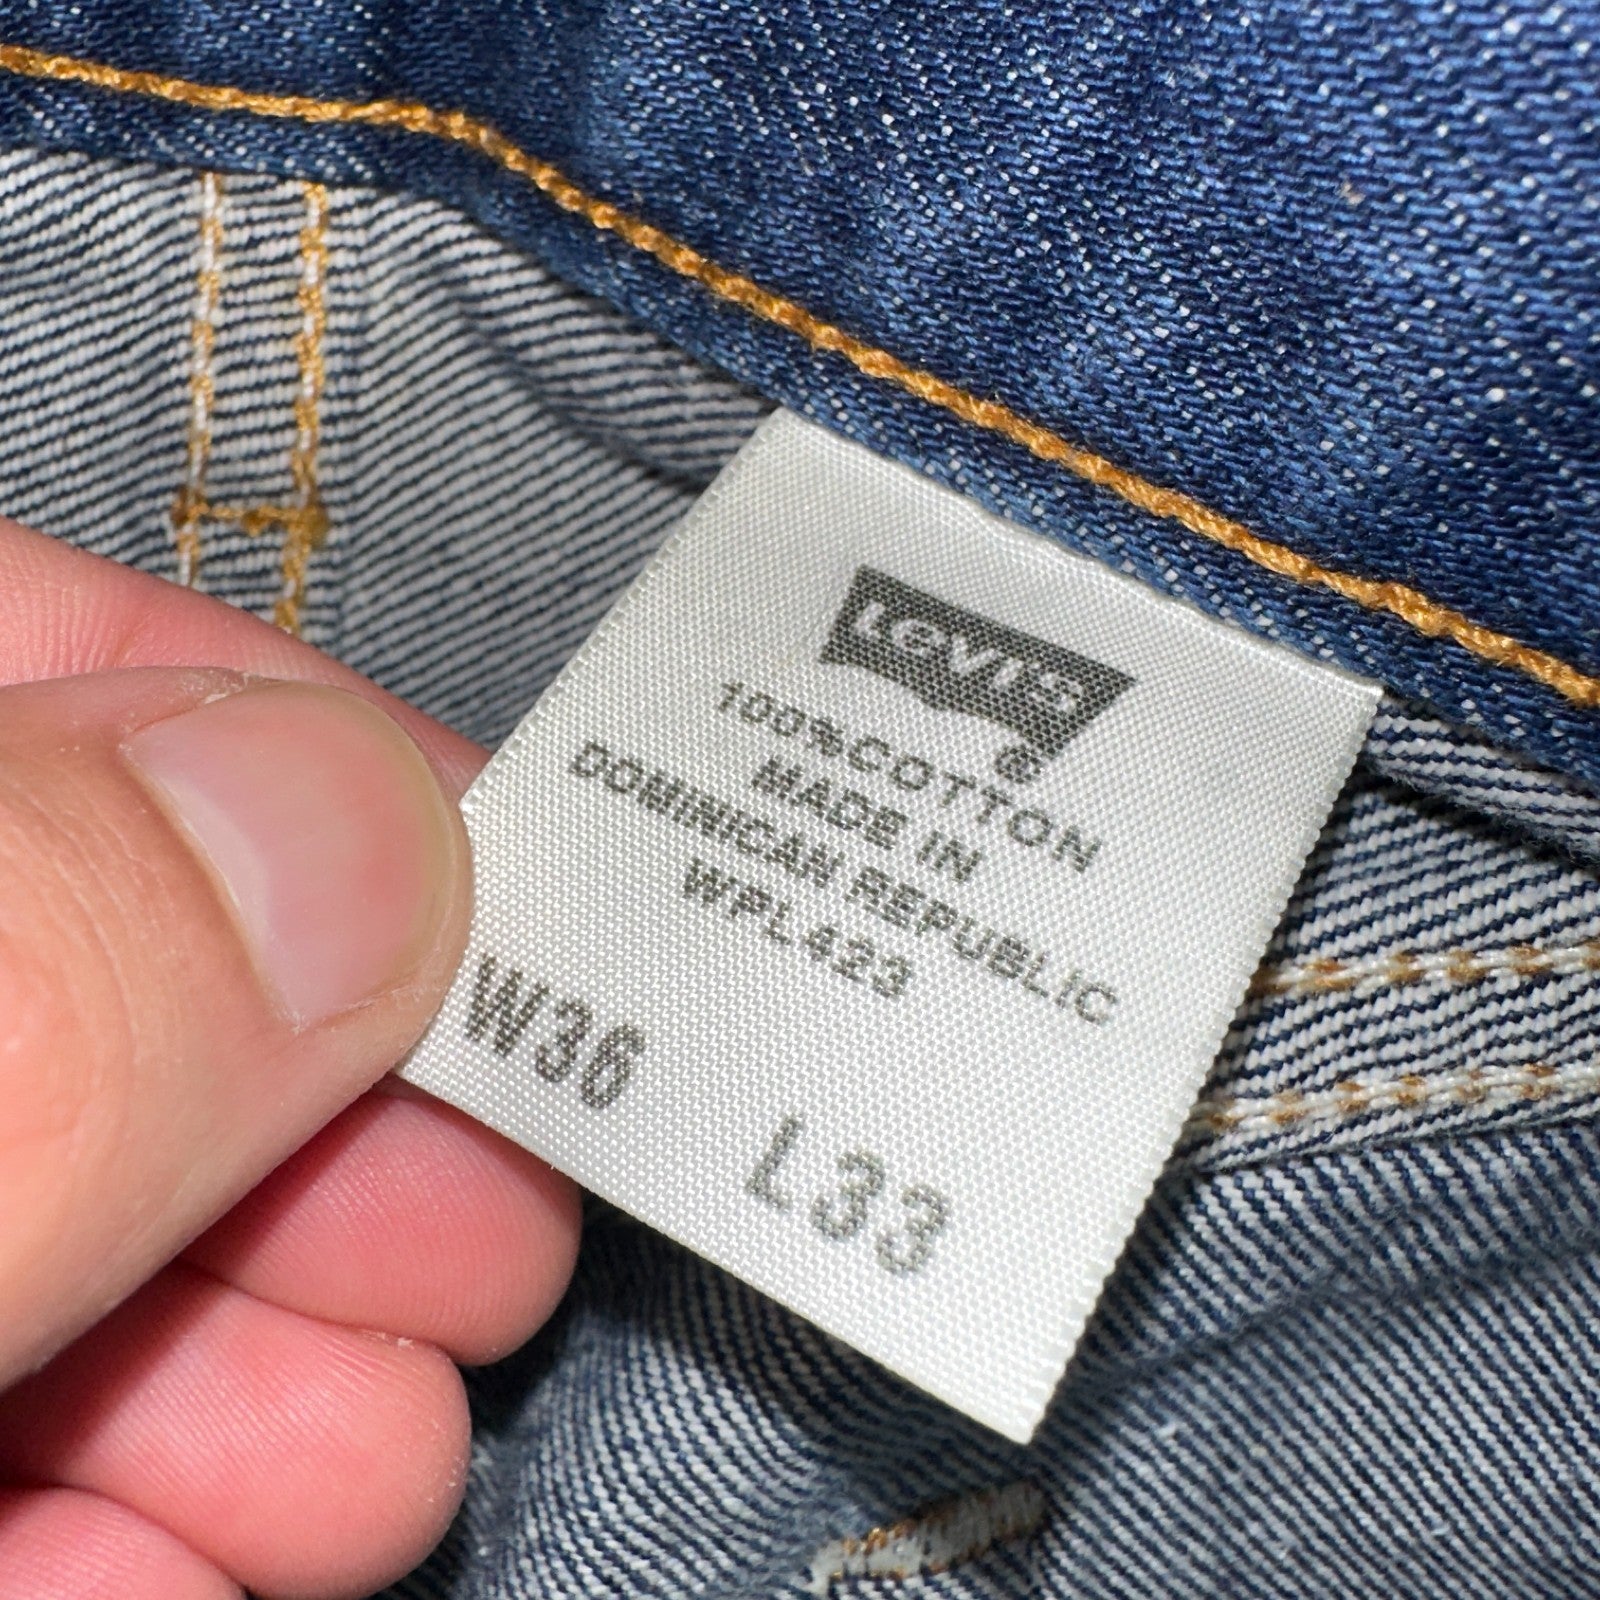 Levi's
®
100%COTTON
MADE IN
DOMINICAN REPUBLIC
WPL423
W36 L33